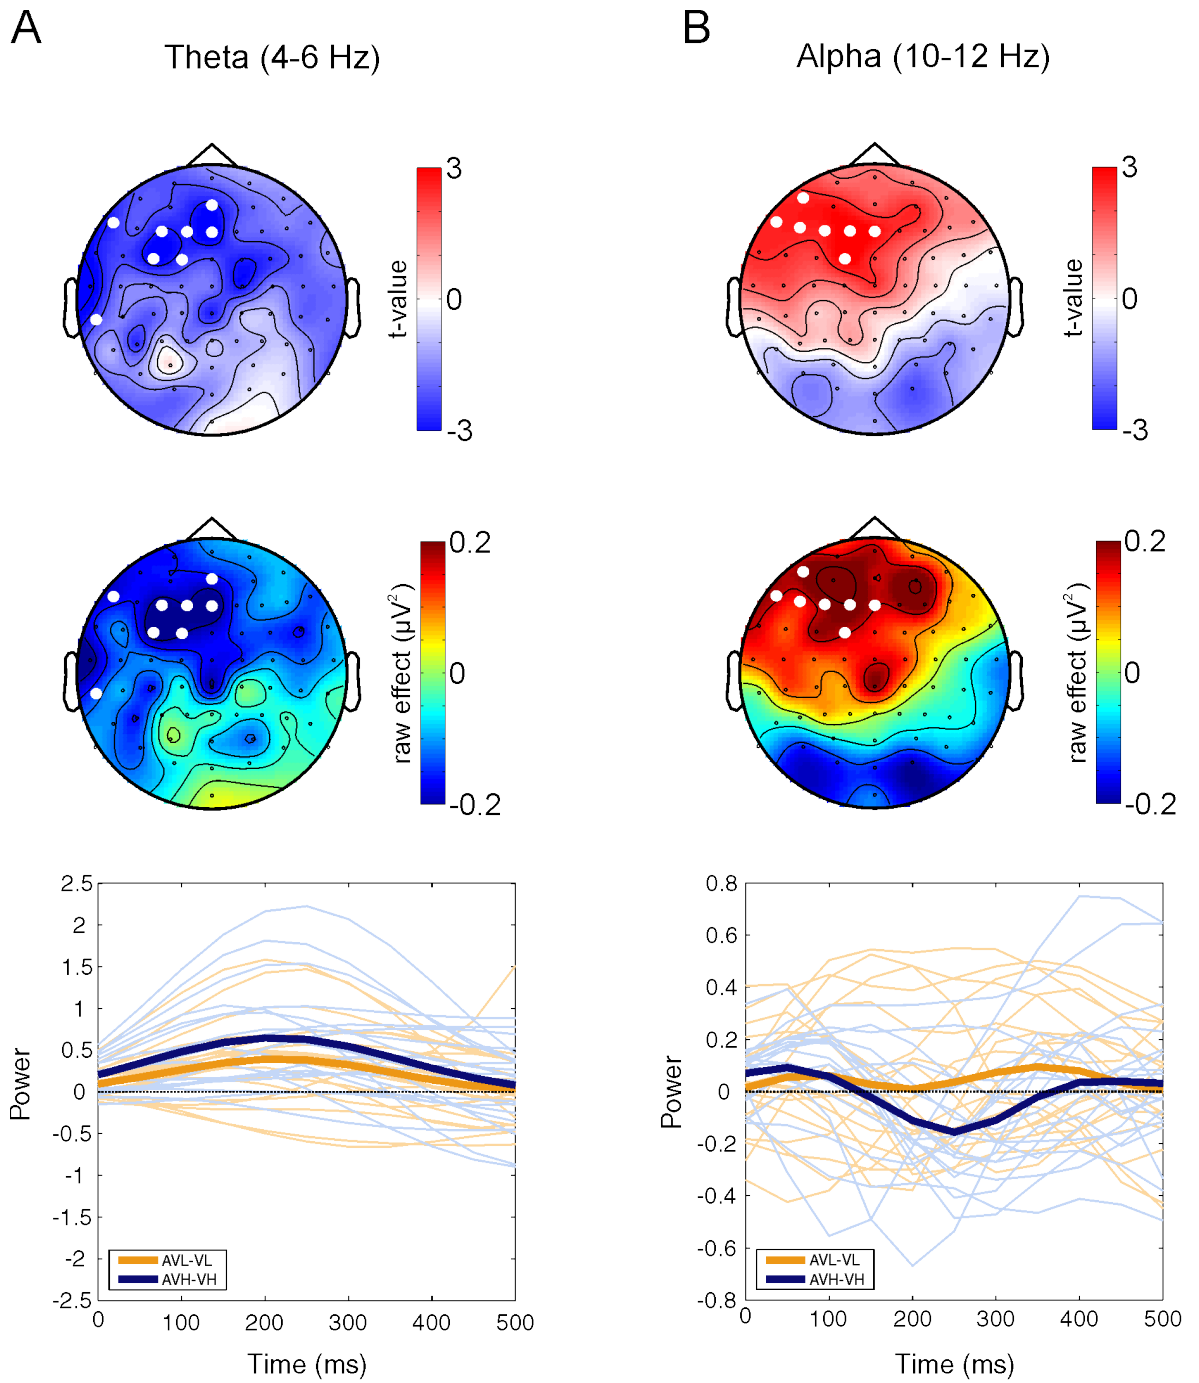 A
Theta (4-6 Hz)
3
0
-3
t-value
0.2
0
-0.2
raw effect (µV²)
2.5
2
1.5
1
0.5
0
-0.5
-1
-1.5
-2
-2.5
Power
AVL-VL
AVH-VH
0 100 200 300 400 500
Time (ms)
B
Alpha (10-12 Hz)
3
0
-3
t-value
0.2
0
-0.2
raw effect (µV²)
0.8
0.6
0.4
0.2
0
-0.2
-0.4
-0.6
-0.8
Power
AVL-VL
AVH-VH
0 100 200 300 400 500
Time (ms)